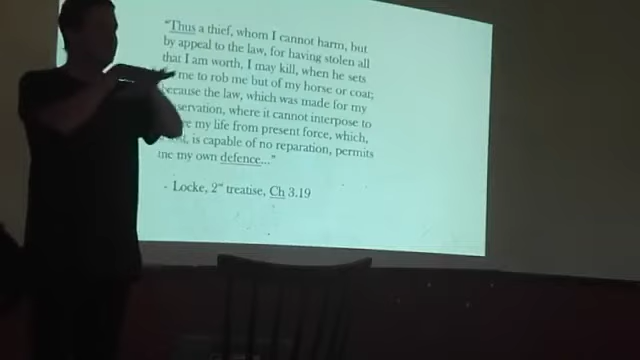 "Thus a thief, whom I cannot harm, but
by appeal to the law, for having stolen all
that I am worth, I may kill, when he sets
me to rob me but of my horse or coat;
because the law, which was made for my
where it cannot interpose to
my life from present force, which,
is capable of no reparation, permits
me my own defence..."
- Locke, 2nd treatise, Ch 3.19